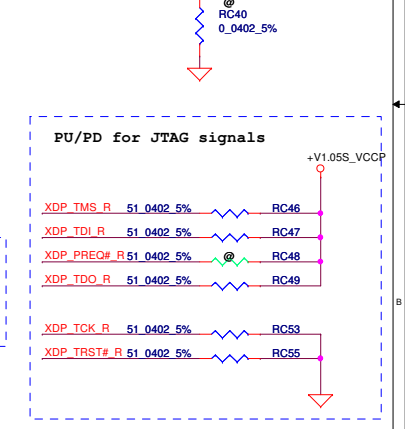 @
RC40
0_0402_5%
PU/PD for JTAG signals
+V1.05S_VCCP
XDP_TMS_R 51_0402_5% RC46
XDP_TDI_R 51_0402_5% RC47
XDP_PREQ#_R 51_0402_5% @ RC48
XDP_TDO_R 51_0402_5% RC49
B
XDP_TCK_R 51_0402_5% RC53
XDP_TRST#_R 51_0402_5% RC55